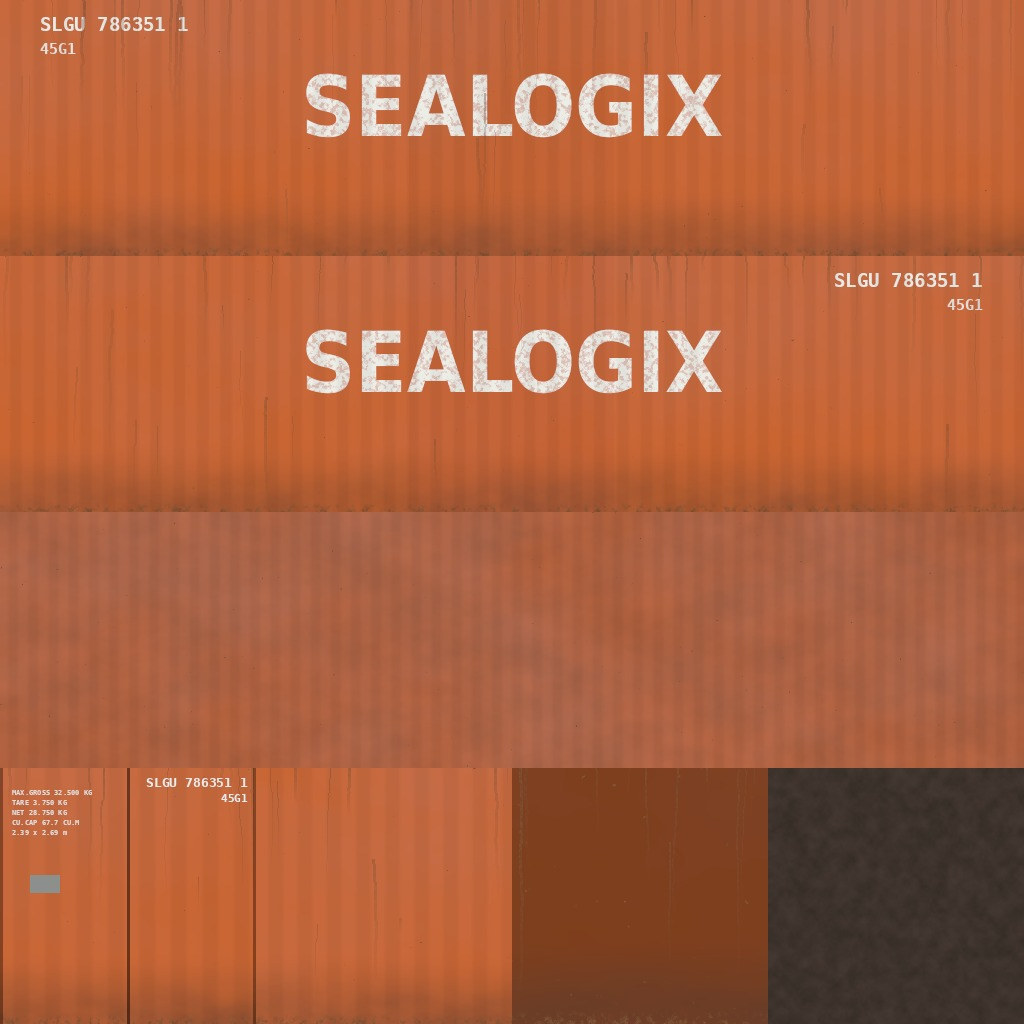 SLGU 786351 1
45G1
SEALOGIX
SLGU 786351 1
45G1
SEALOGIX
MAX.GROSS 32.500 KG
TARE 3.750 KG
NET 28.750 KG
CU.CAP 67.7 CU.M
2.39 x 2.69 m
SLGU 786351 1
45G1